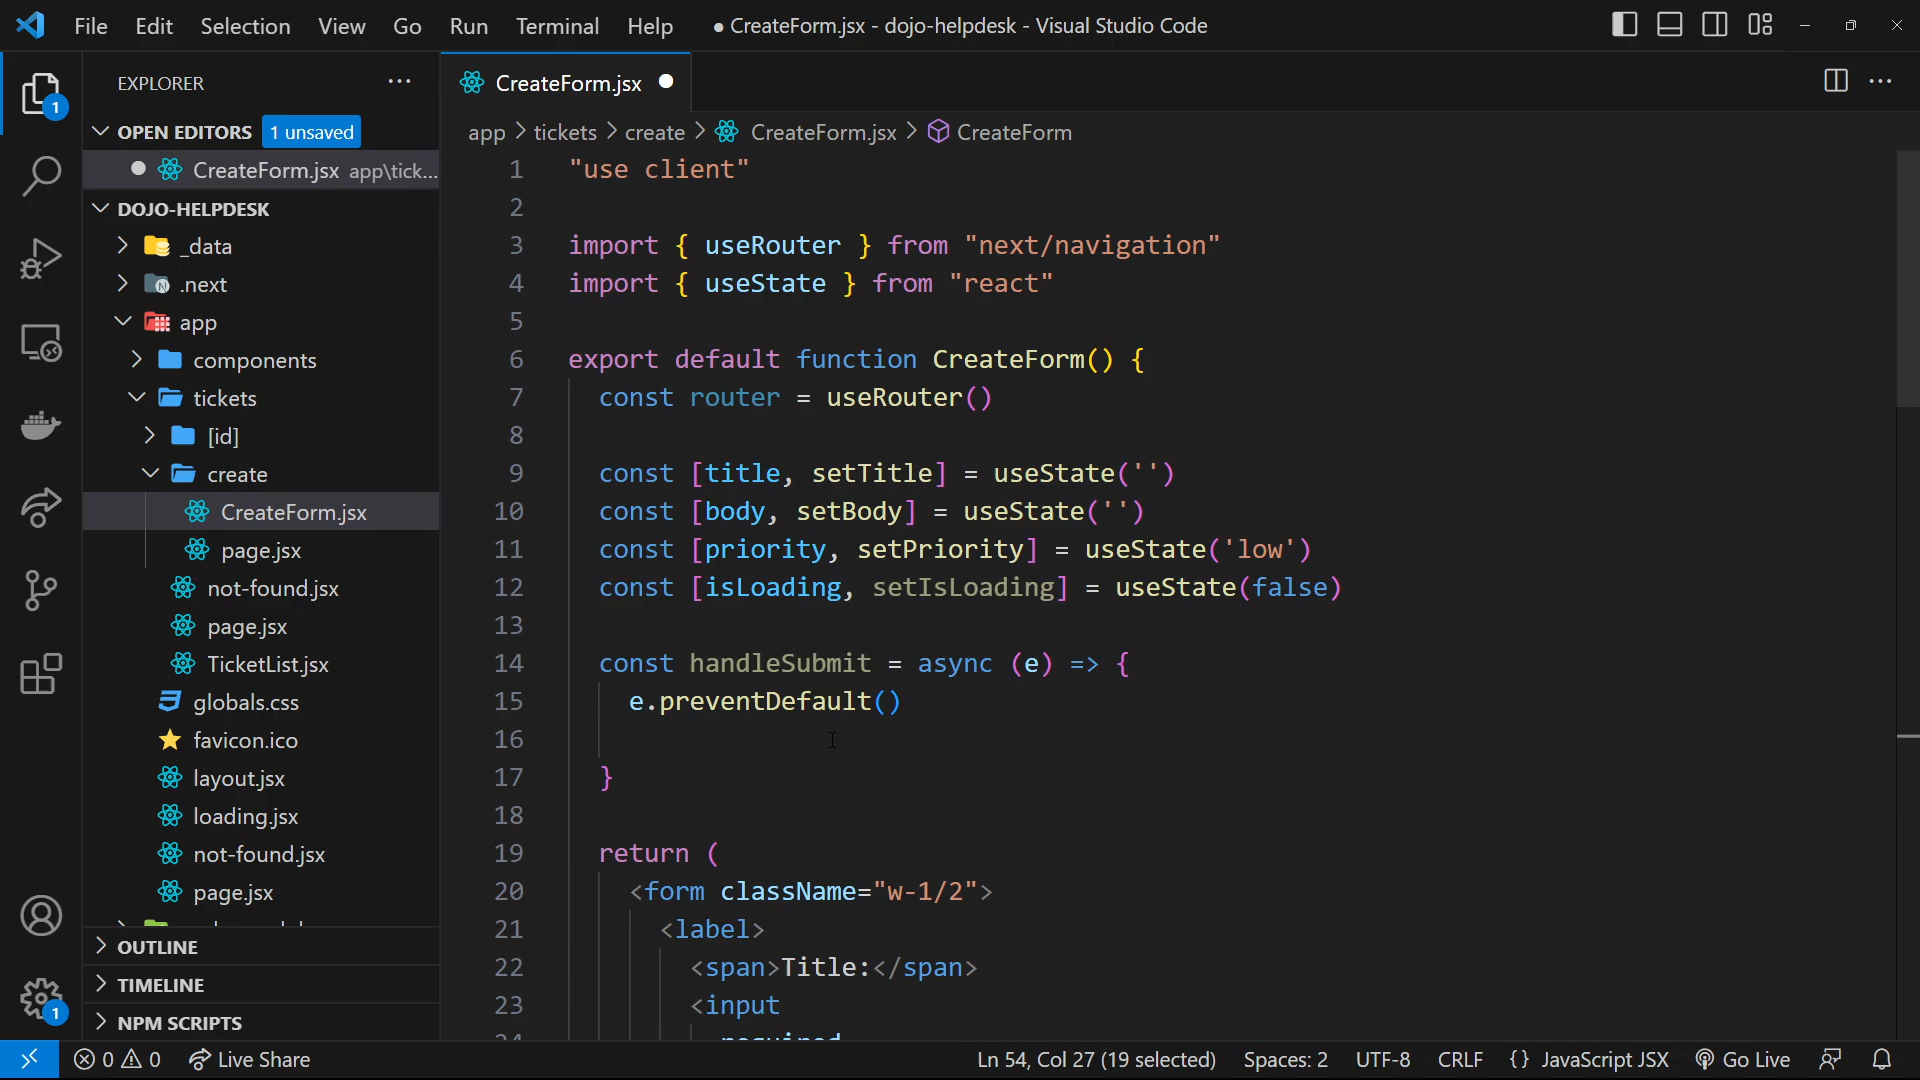 File Edit Selection View Go Run Terminal Help ● CreateForm.jsx - dojo-helpdesk - Visual Studio Code
EXPLORER ...
OPEN EDITORS 1 unsaved
CreateForm.jsx app\tick...
DOJO-HELPDESK
_data
.next
app
components
tickets
[id]
create
CreateForm.jsx
page.jsx
not-found.jsx
page.jsx
TicketList.jsx
globals.css
favicon.ico
layout.jsx
loading.jsx
not-found.jsx
page.jsx
OUTLINE
TIMELINE
NPM SCRIPTS
1
1
CreateForm.jsx
app > tickets > create > CreateForm.jsx > CreateForm
1 "use client"
2
3 import { useRouter } from "next/navigation"
4 import { useState } from "react"
5
6 export default function CreateForm() {
7 const router = useRouter()
8
9 const [title, setTitle] = useState('')
10 const [body, setBody] = useState('')
11 const [priority, setPriority] = useState('low')
12 const [isLoading, setIsLoading] = useState(false)
13
14 const handleSubmit = async (e) => {
15 e.preventDefault()
16
17 }
18
19 return (
20 <form className="w-1/2">
21 <label>
22 <span>Title:</span>
23 <input
24 required
0 0 Live Share Ln 54, Col 27 (19 selected) Spaces: 2 UTF-8 CRLF {} JavaScript JSX Go Live